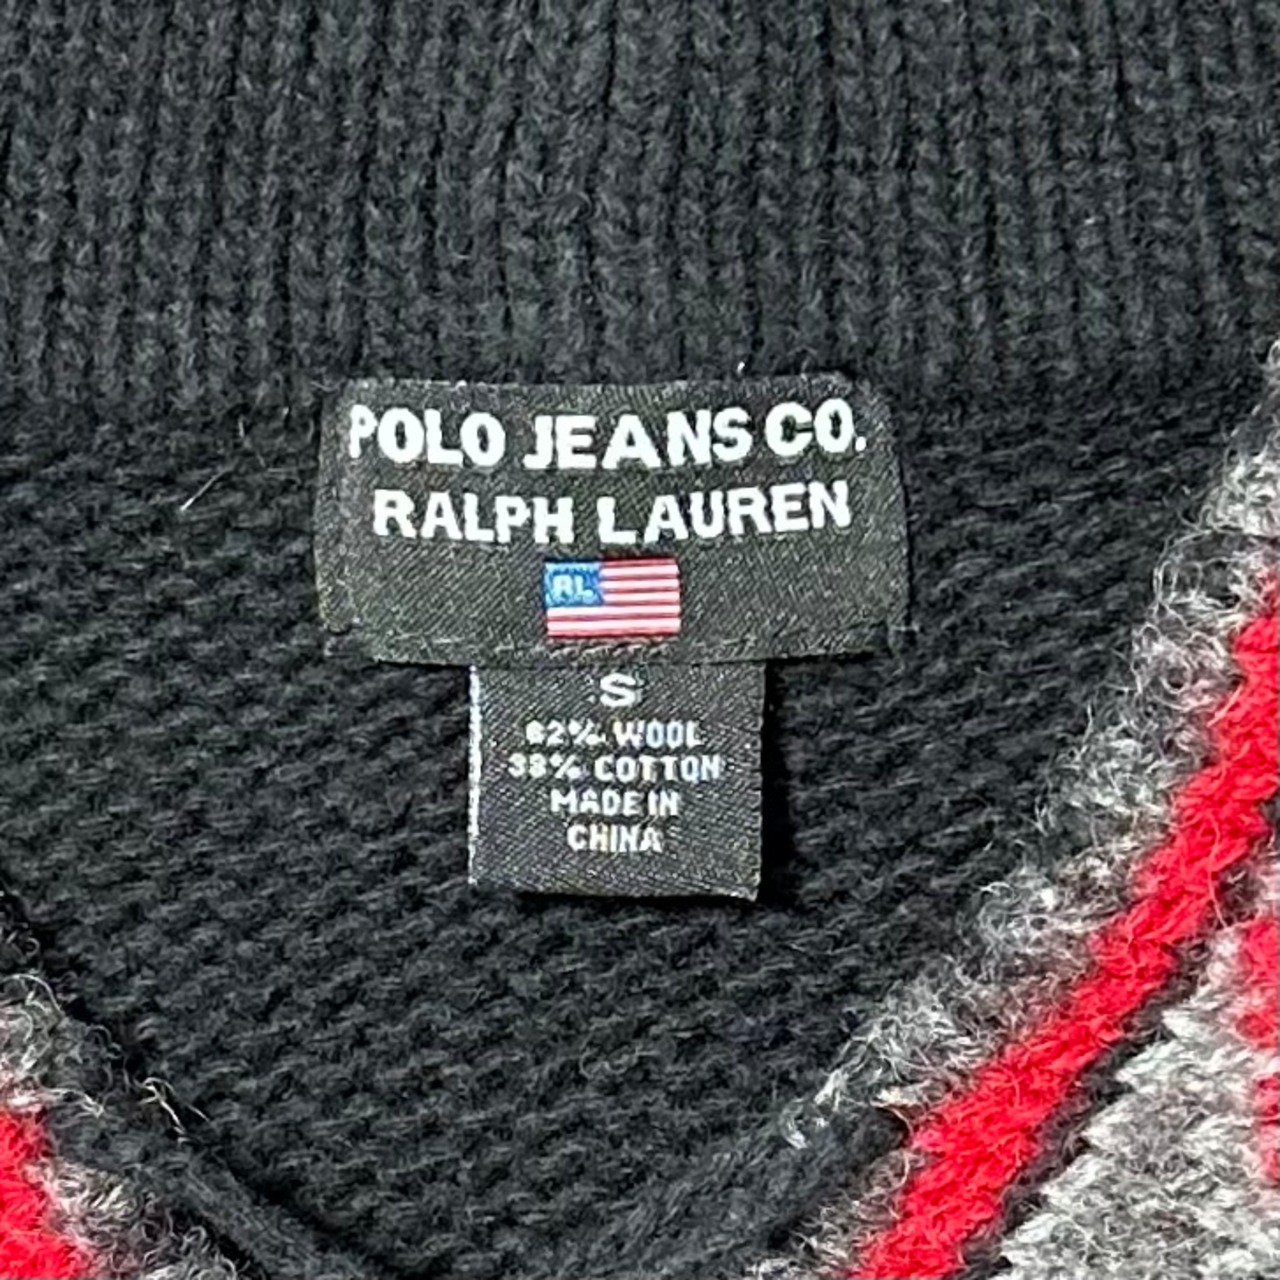 POLO JEANS CO.
RALPH LAUREN
RL
S
62% WOOL
38% COTTON
MADE IN
CHINA